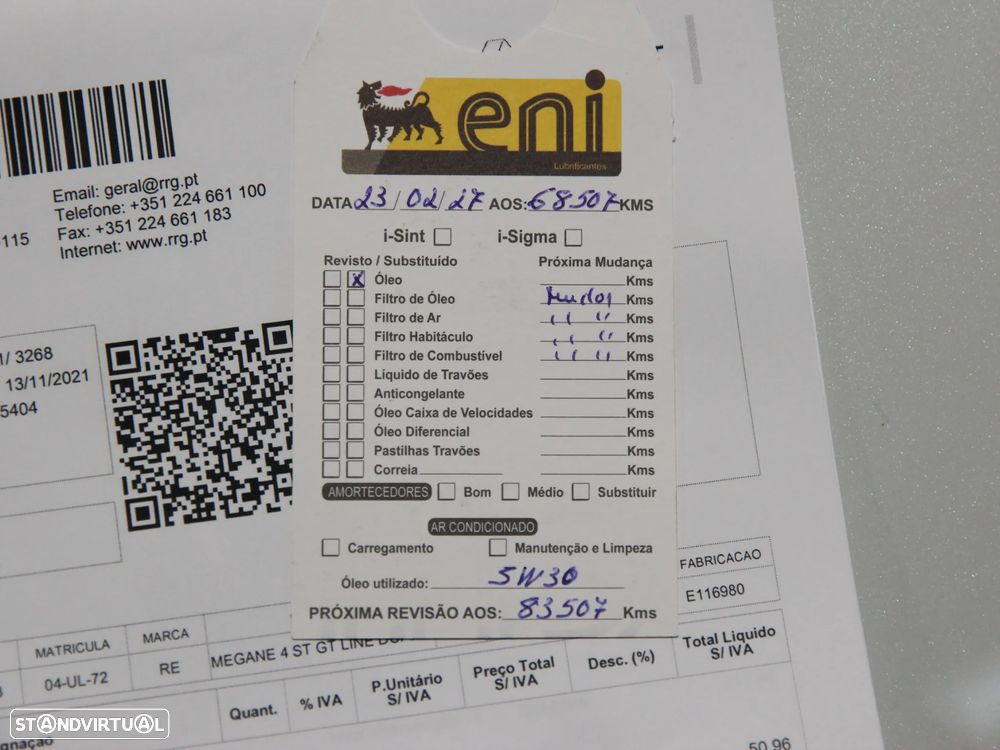 eni
Lubrificantes
DATA 23/02/27 AOS: 68507 KMS
i-Sint i-Sigma
Revisto / Substituído Próxima Mudança
X Óleo Kms
Filtro de Óleo Mudar Kms
Filtro de Ar '' '' Kms
Filtro Habitáculo '' '' Kms
Filtro de Combustível '' '' Kms
Liquido de Travões Kms
Anticongelante Kms
Óleo Caixa de Velocidades Kms
Óleo Diferencial Kms
Pastilhas Travões Kms
Correia Kms
AMORTECEDORES Bom Médio Substituir
AR CONDICIONADO
Carregamento Manutenção e Limpeza
Óleo utilizado: 5W30
PRÓXIMA REVISÃO AOS: 83507 Kms
Email: geral@rrg.pt
Telefone: +351 224 661 100
Fax: +351 224 661 183
Internet: www.rrg.pt
115
/ 3268
13/11/2021
5404
FABRICACAO
E116980
MATRICULA MARCA
04-UL-72 RE MEGANE 4 ST GT LINE
Quant. % IVA P.Unitário S/ IVA Preço Total S/ IVA Desc. (%) Total Liquido S/ IVA
gnação
50,96
STANDVIRTUAL